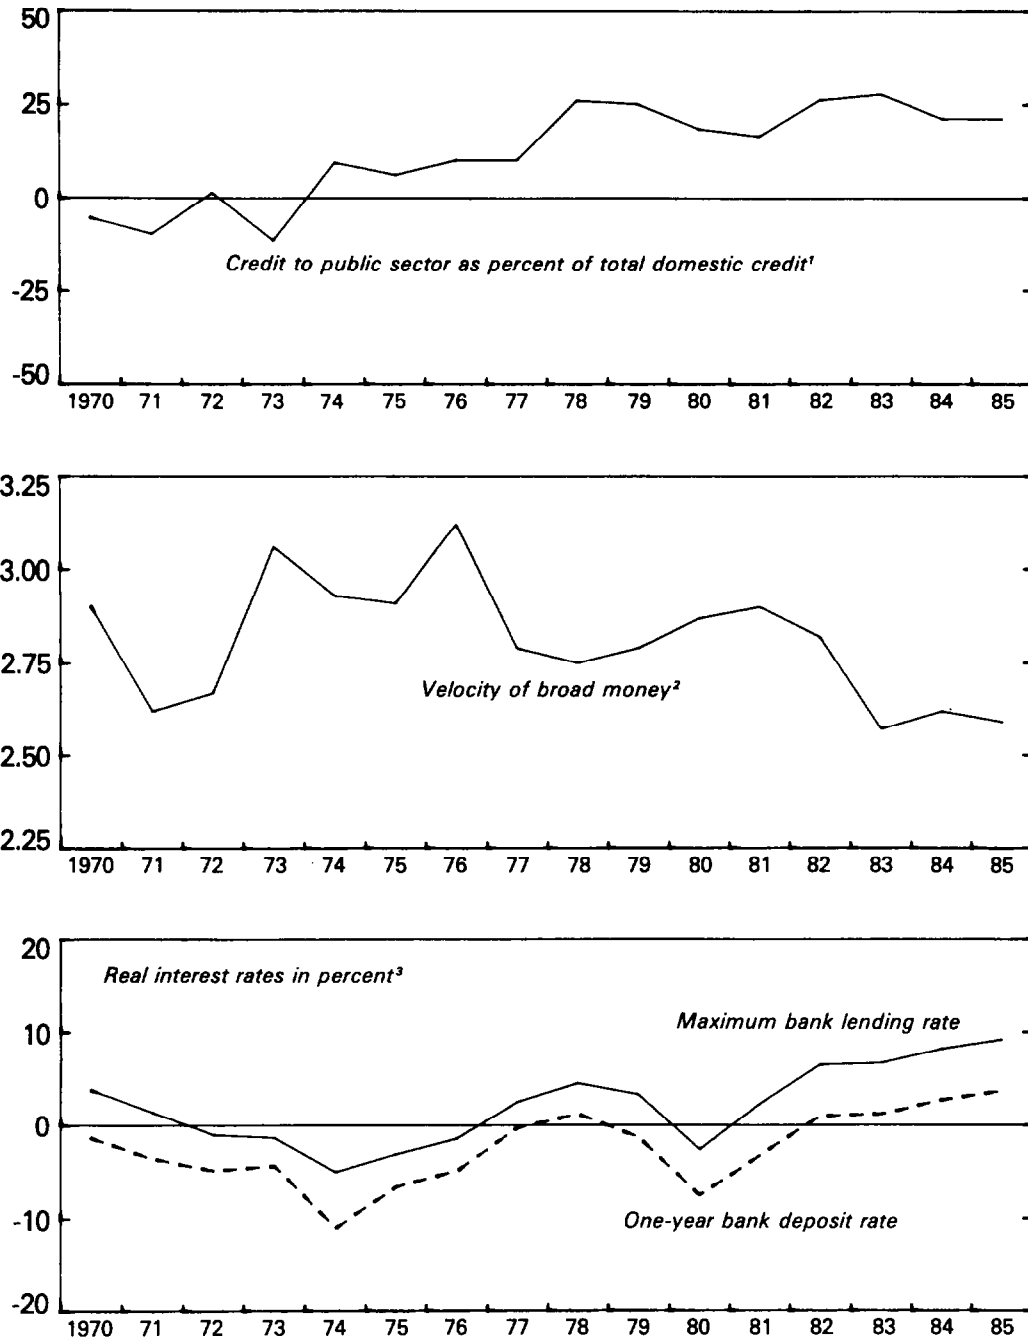 50
25
0
-25
-50
Credit to public sector as percent of total domestic credit¹
1970 71 72 73 74 75 76 77 78 79 80 81 82 83 84 85
3.25
3.00
2.75
2.50
2.25
Velocity of broad money²
1970 71 72 73 74 75 76 77 78 79 80 81 82 83 84 85
20
10
0
-10
-20
Real interest rates in percent³
Maximum bank lending rate
One-year bank deposit rate
1970 71 72 73 74 75 76 77 78 79 80 81 82 83 84 85